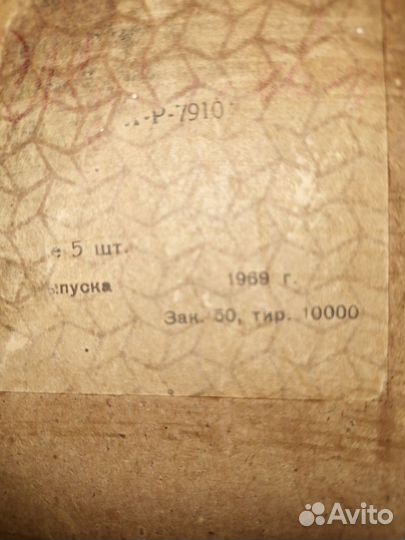 -Р-7910
е 5 шт.
ыпуска 1969 г.
Зак. 50, тир. 10000
Avito